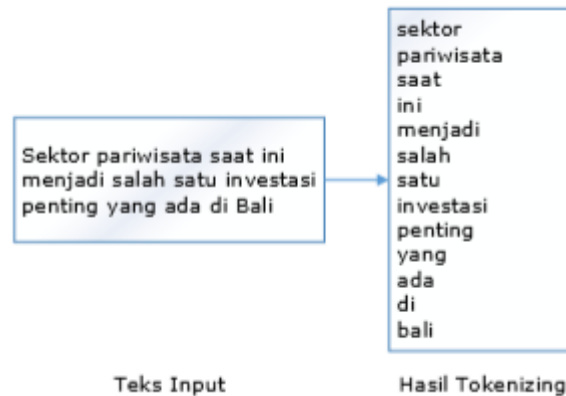 Sektor pariwisata saat ini
menjadi salah satu investasi
penting yang ada di Bali
sektor
pariwisata
saat
ini
menjadi
salah
satu
investasi
penting
yang
ada
di
bali
Teks Input
Hasil Tokenizing